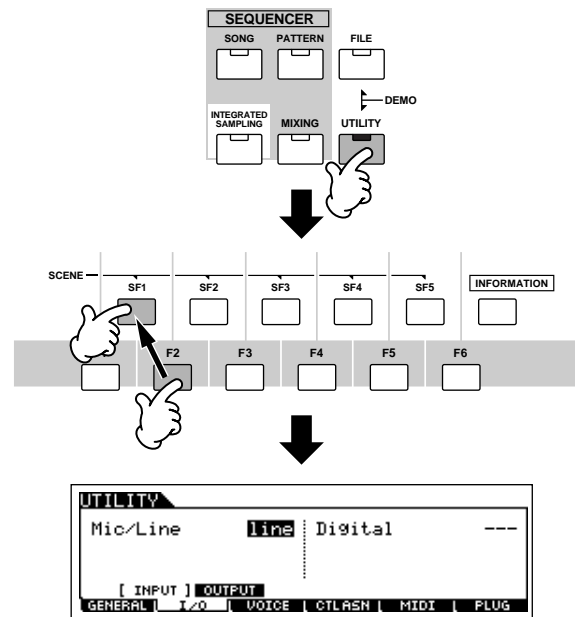 SEQUENCER
SONG PATTERN FILE
DEMO
INTEGRATED SAMPLING MIXING UTILITY
SCENE
SF1 SF2 SF3 SF4 SF5 INFORMATION
F2 F3 F4 F5 F6
UTILITY
Mic/Line line Digital ---
[ INPUT ] OUTPUT
GENERAL I/O VOICE CTLASN MIDI PLUG